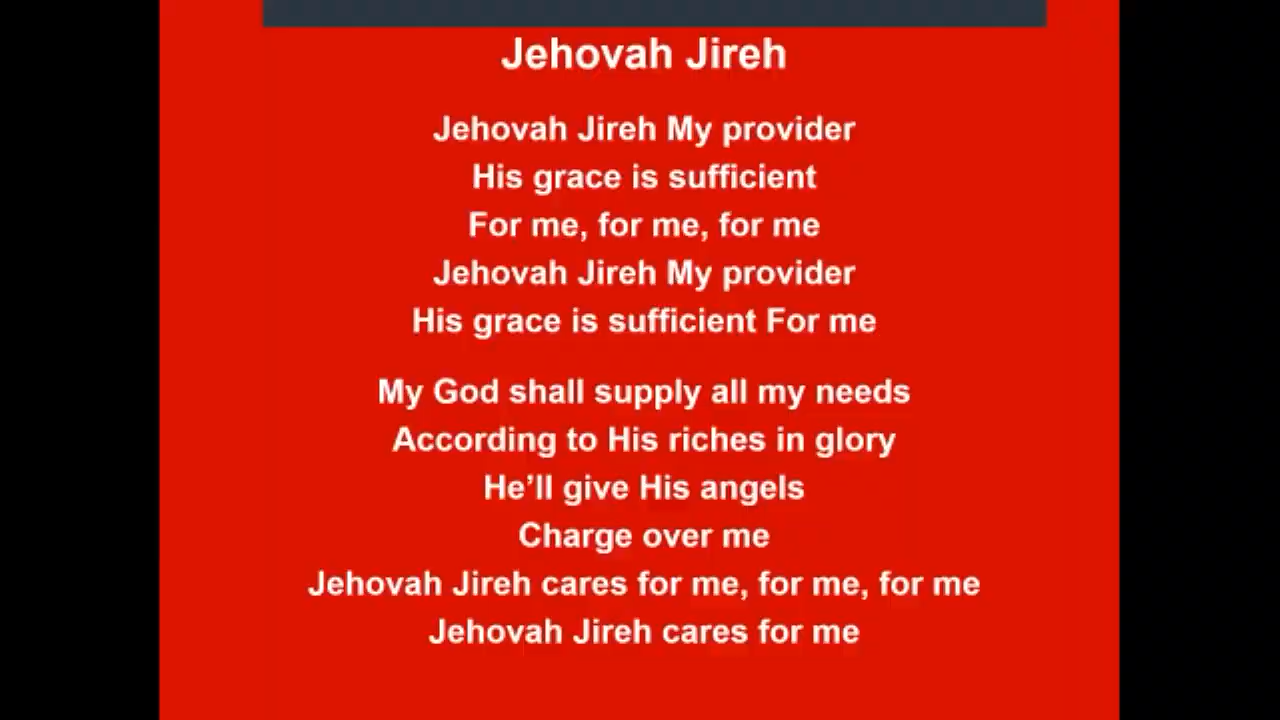 Jehovah Jireh
Jehovah Jireh My provider
His grace is sufficient
For me, for me, for me
Jehovah Jireh My provider
His grace is sufficient For me
My God shall supply all my needs
According to His riches in glory
He’ll give His angels
Charge over me
Jehovah Jireh cares for me, for me, for me
Jehovah Jireh cares for me